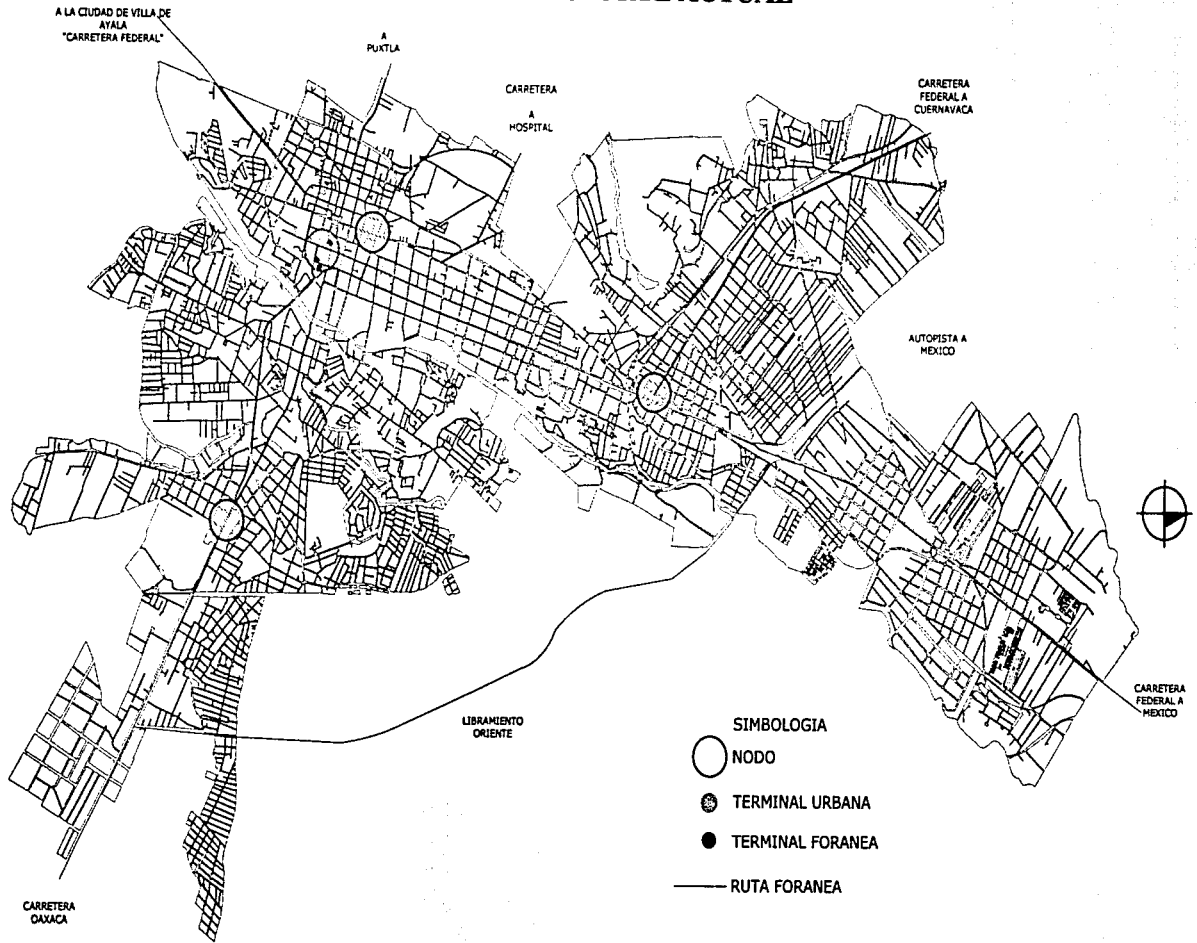 A LA CIUDAD DE VILLA DE
AYALA
"CARRETERA FEDERAL"
A
PUXTLA
CARRETERA
A
HOSPITAL
CARRETERA
FEDERAL A
CUERNAVACA
AUTOPISTA A
MEXICO
CARRETERA
FEDERAL A
MEXICO
LIBRAMIENTO
ORIENTE
SIMBOLOGIA
NODO
TERMINAL URBANA
TERMINAL FORANEA
RUTA FORANEA
CARRETERA
OAXACA